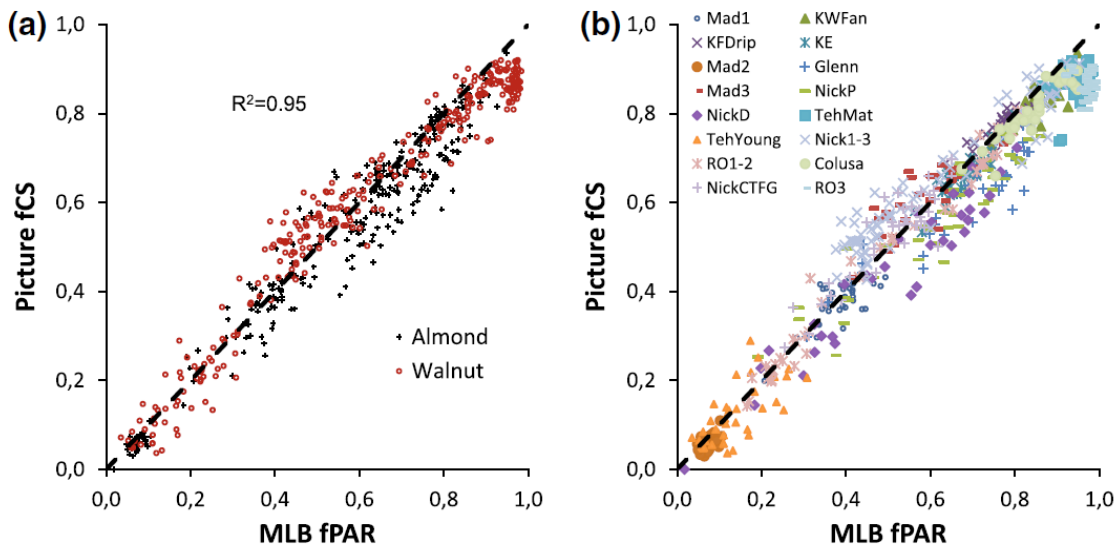 (a)
1,0
0,8
0,6
0,4
0,2
0,0
Picture fCS
R²=0.95
Almond
Walnut
0,0 0,2 0,4 0,6 0,8 1,0
MLB fPAR
(b)
1,0
0,8
0,6
0,4
0,2
0,0
Picture fCS
Mad1 KWFan
KFDrip KE
Mad2 Glenn
Mad3 NickP
NickD TehMat
TehYoung Nick1-3
RO1-2 Colusa
NickCTFG RO3
0,0 0,2 0,4 0,6 0,8 1,0
MLB fPAR